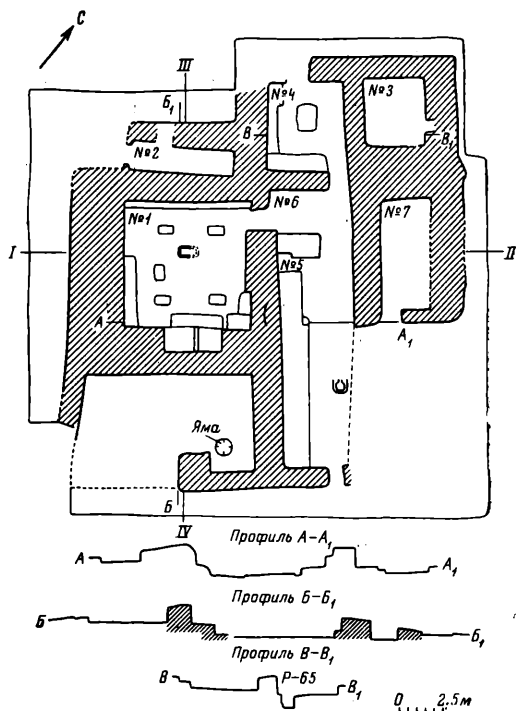 С
III
Б₁
№4
№3
В
В₁
№2
№6
№1
№7
I
II
№5
А
А₁
Яма
Б
IV
Профиль А-А₁
А
А₁
Профиль Б-Б₁
Б
Б₁
Профиль В-В₁
В
Р-65
В₁
0 2,5м